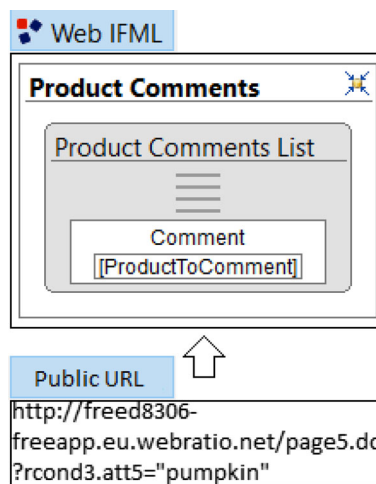 Web IFML
Product Comments
Product Comments List
Comment
[ProductToComment]
Public URL
http://freed8306-
freeapp.eu.webratio.net/page5.do
?rcond3.att5="pumpkin"